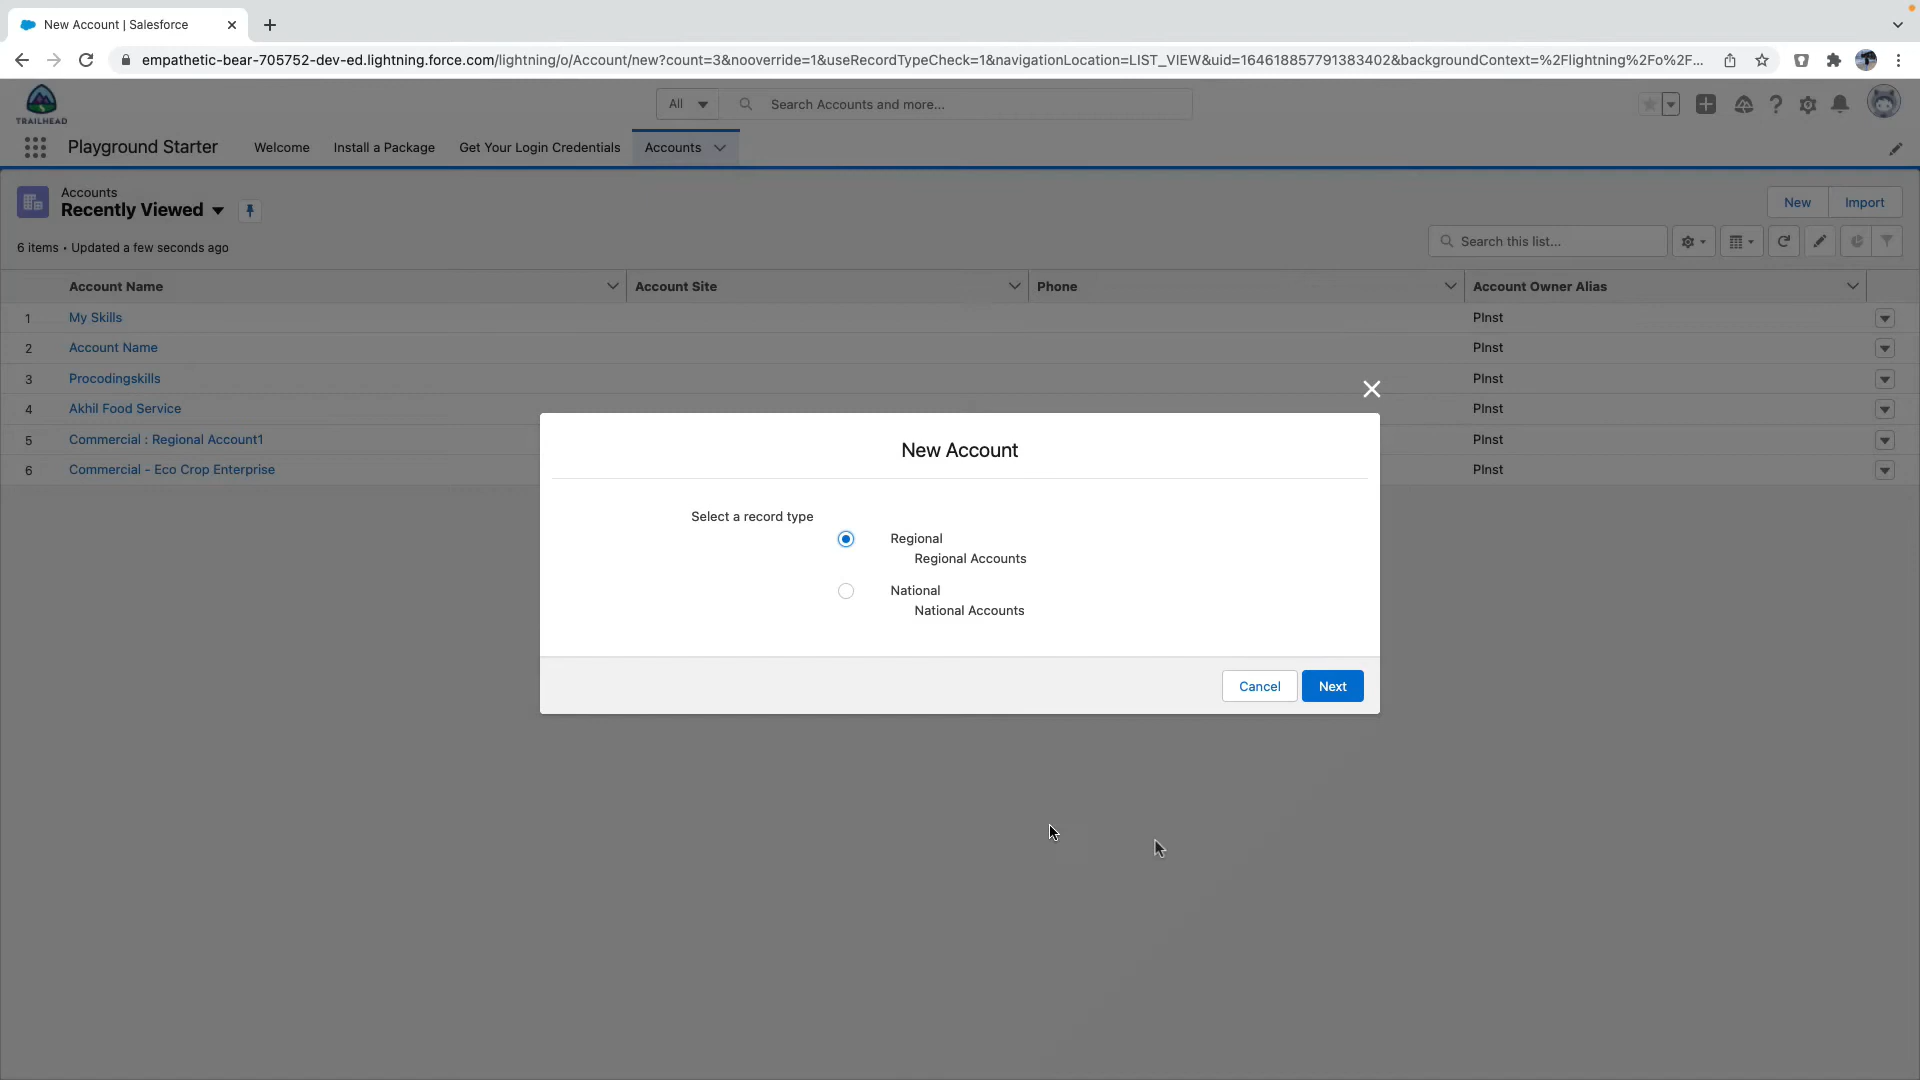 New Account | Salesforce
empathetic-bear-705752-dev-ed.lightning.force.com/lightning/o/Account/new?count=3&nooverride=1&useRecordTypeCheck=1&navigationLocation=LIST_VIEW&uid=164618857791383402&backgroundContext=%2Flightning%2Fo%2F...
TRAILHEAD
All
Search Accounts and more...
Playground Starter
Welcome
Install a Package
Get Your Login Credentials
Accounts
Accounts
Recently Viewed
New
Import
6 items • Updated a few seconds ago
Search this list...
Account Name
Account Site
Phone
Account Owner Alias
1 My Skills PInst
2 Account Name PInst
3 Procodingskills PInst
4 Akhil Food Service PInst
5 Commercial : Regional Account1 PInst
6 Commercial - Eco Crop Enterprise PInst
New Account
Select a record type
Regional
Regional Accounts
National
National Accounts
Cancel
Next